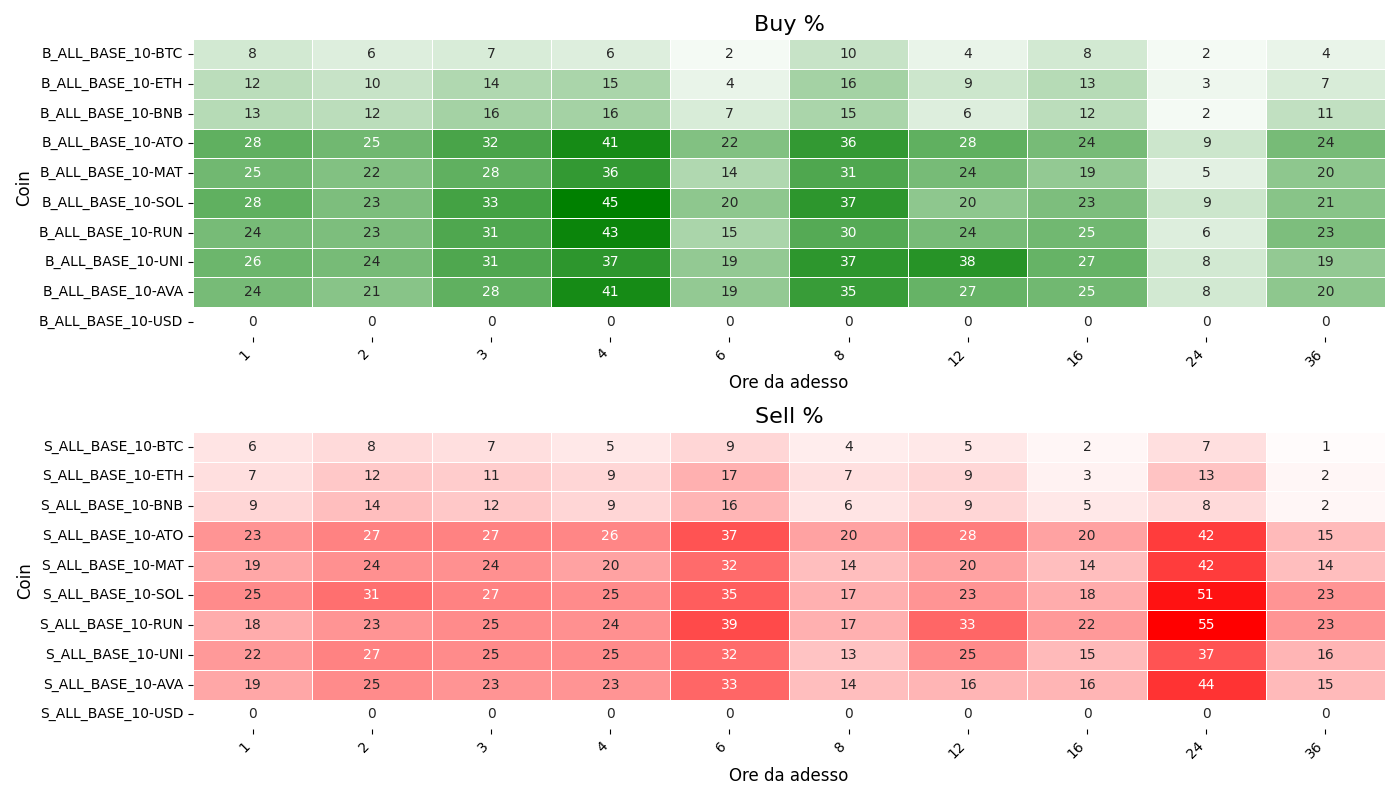 Buy %
Coin
B_ALL_BASE_10-BTC 8 6 7 6 2 10 4 8 2 4
B_ALL_BASE_10-ETH 12 10 14 15 4 16 9 13 3 7
B_ALL_BASE_10-BNB 13 12 16 16 7 15 6 12 2 11
B_ALL_BASE_10-ATO 28 25 32 41 22 36 28 24 9 24
B_ALL_BASE_10-MAT 25 22 28 36 14 31 24 19 5 20
B_ALL_BASE_10-SOL 28 23 33 45 20 37 20 23 9 21
B_ALL_BASE_10-RUN 24 23 31 43 15 30 24 25 6 23
B_ALL_BASE_10-UNI 26 24 31 37 19 37 38 27 8 19
B_ALL_BASE_10-AVA 24 21 28 41 19 35 27 25 8 20
B_ALL_BASE_10-USD 0 0 0 0 0 0 0 0 0 0
1 2 3 4 6 8 12 16 24 36
Ore da adesso
Sell %
Coin
S_ALL_BASE_10-BTC 6 8 7 5 9 4 5 2 7 1
S_ALL_BASE_10-ETH 7 12 11 9 17 7 9 3 13 2
S_ALL_BASE_10-BNB 9 14 12 9 16 6 9 5 8 2
S_ALL_BASE_10-ATO 23 27 27 26 37 20 28 20 42 15
S_ALL_BASE_10-MAT 19 24 24 20 32 14 20 14 42 14
S_ALL_BASE_10-SOL 25 31 27 25 35 17 23 18 51 23
S_ALL_BASE_10-RUN 18 23 25 24 39 17 33 22 55 23
S_ALL_BASE_10-UNI 22 27 25 25 32 13 25 15 37 16
S_ALL_BASE_10-AVA 19 25 23 23 33 14 16 16 44 15
S_ALL_BASE_10-USD 0 0 0 0 0 0 0 0 0 0
1 2 3 4 6 8 12 16 24 36
Ore da adesso